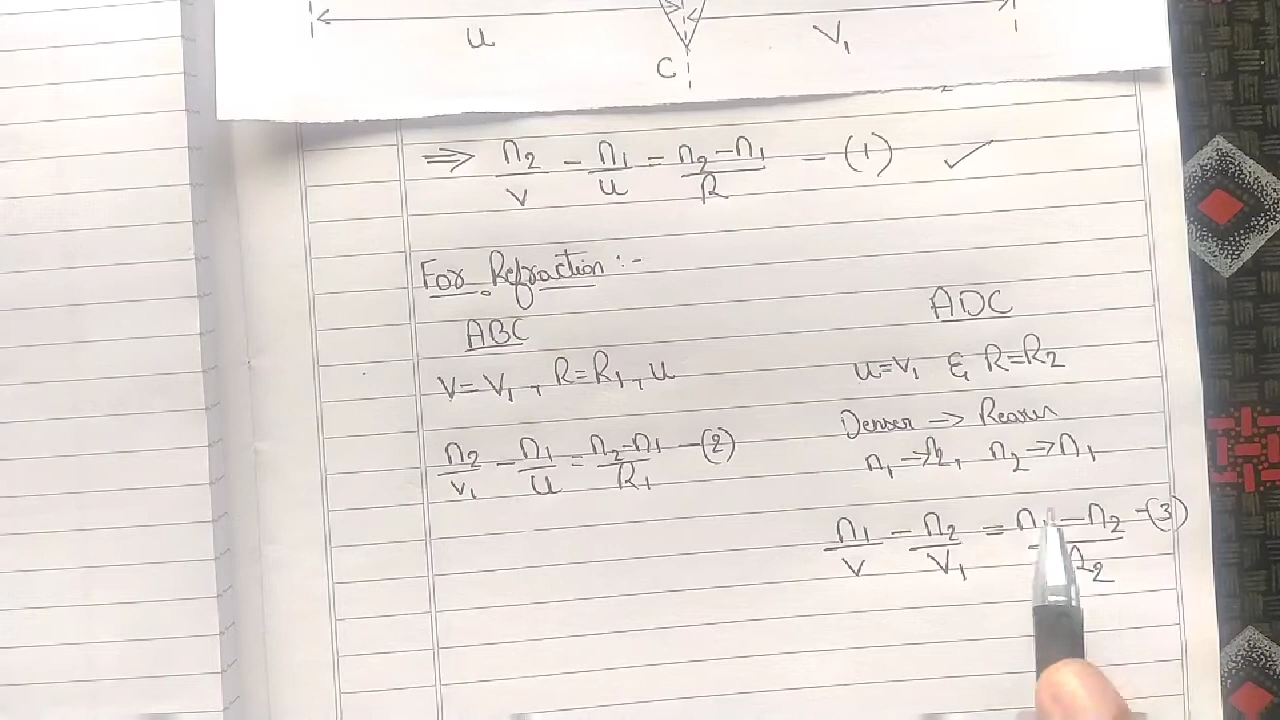 u V₁
C
⇒ n₂/v - n₁/u = n₂-n₁/R - (1) ✓
For Refraction :-
ABC
V=V₁, R=R₁, u
n₂/v₁ - n₁/u = n₂-n₁/R₁ -(2)
ADC
u=v₁ & R=R₂
Denser → Rearer
n₁→n₂, n₂→n₁
n₁/v - n₂/V₁ = n₁-n₂/R₂ -(3)